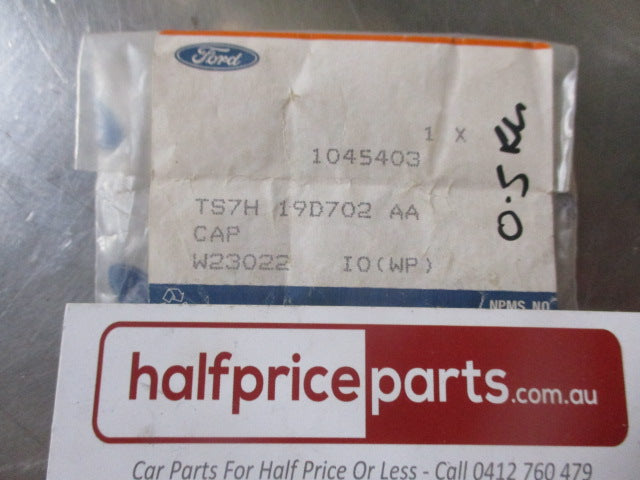 Ford
1 X
1045403
0.5 KG
TS7H 19D702 AA
CAP
W23022 IO(WP)
NPMS NO
halfpriceparts.com.au
Car Parts For Half Price Or Less - Call 0412 760 479